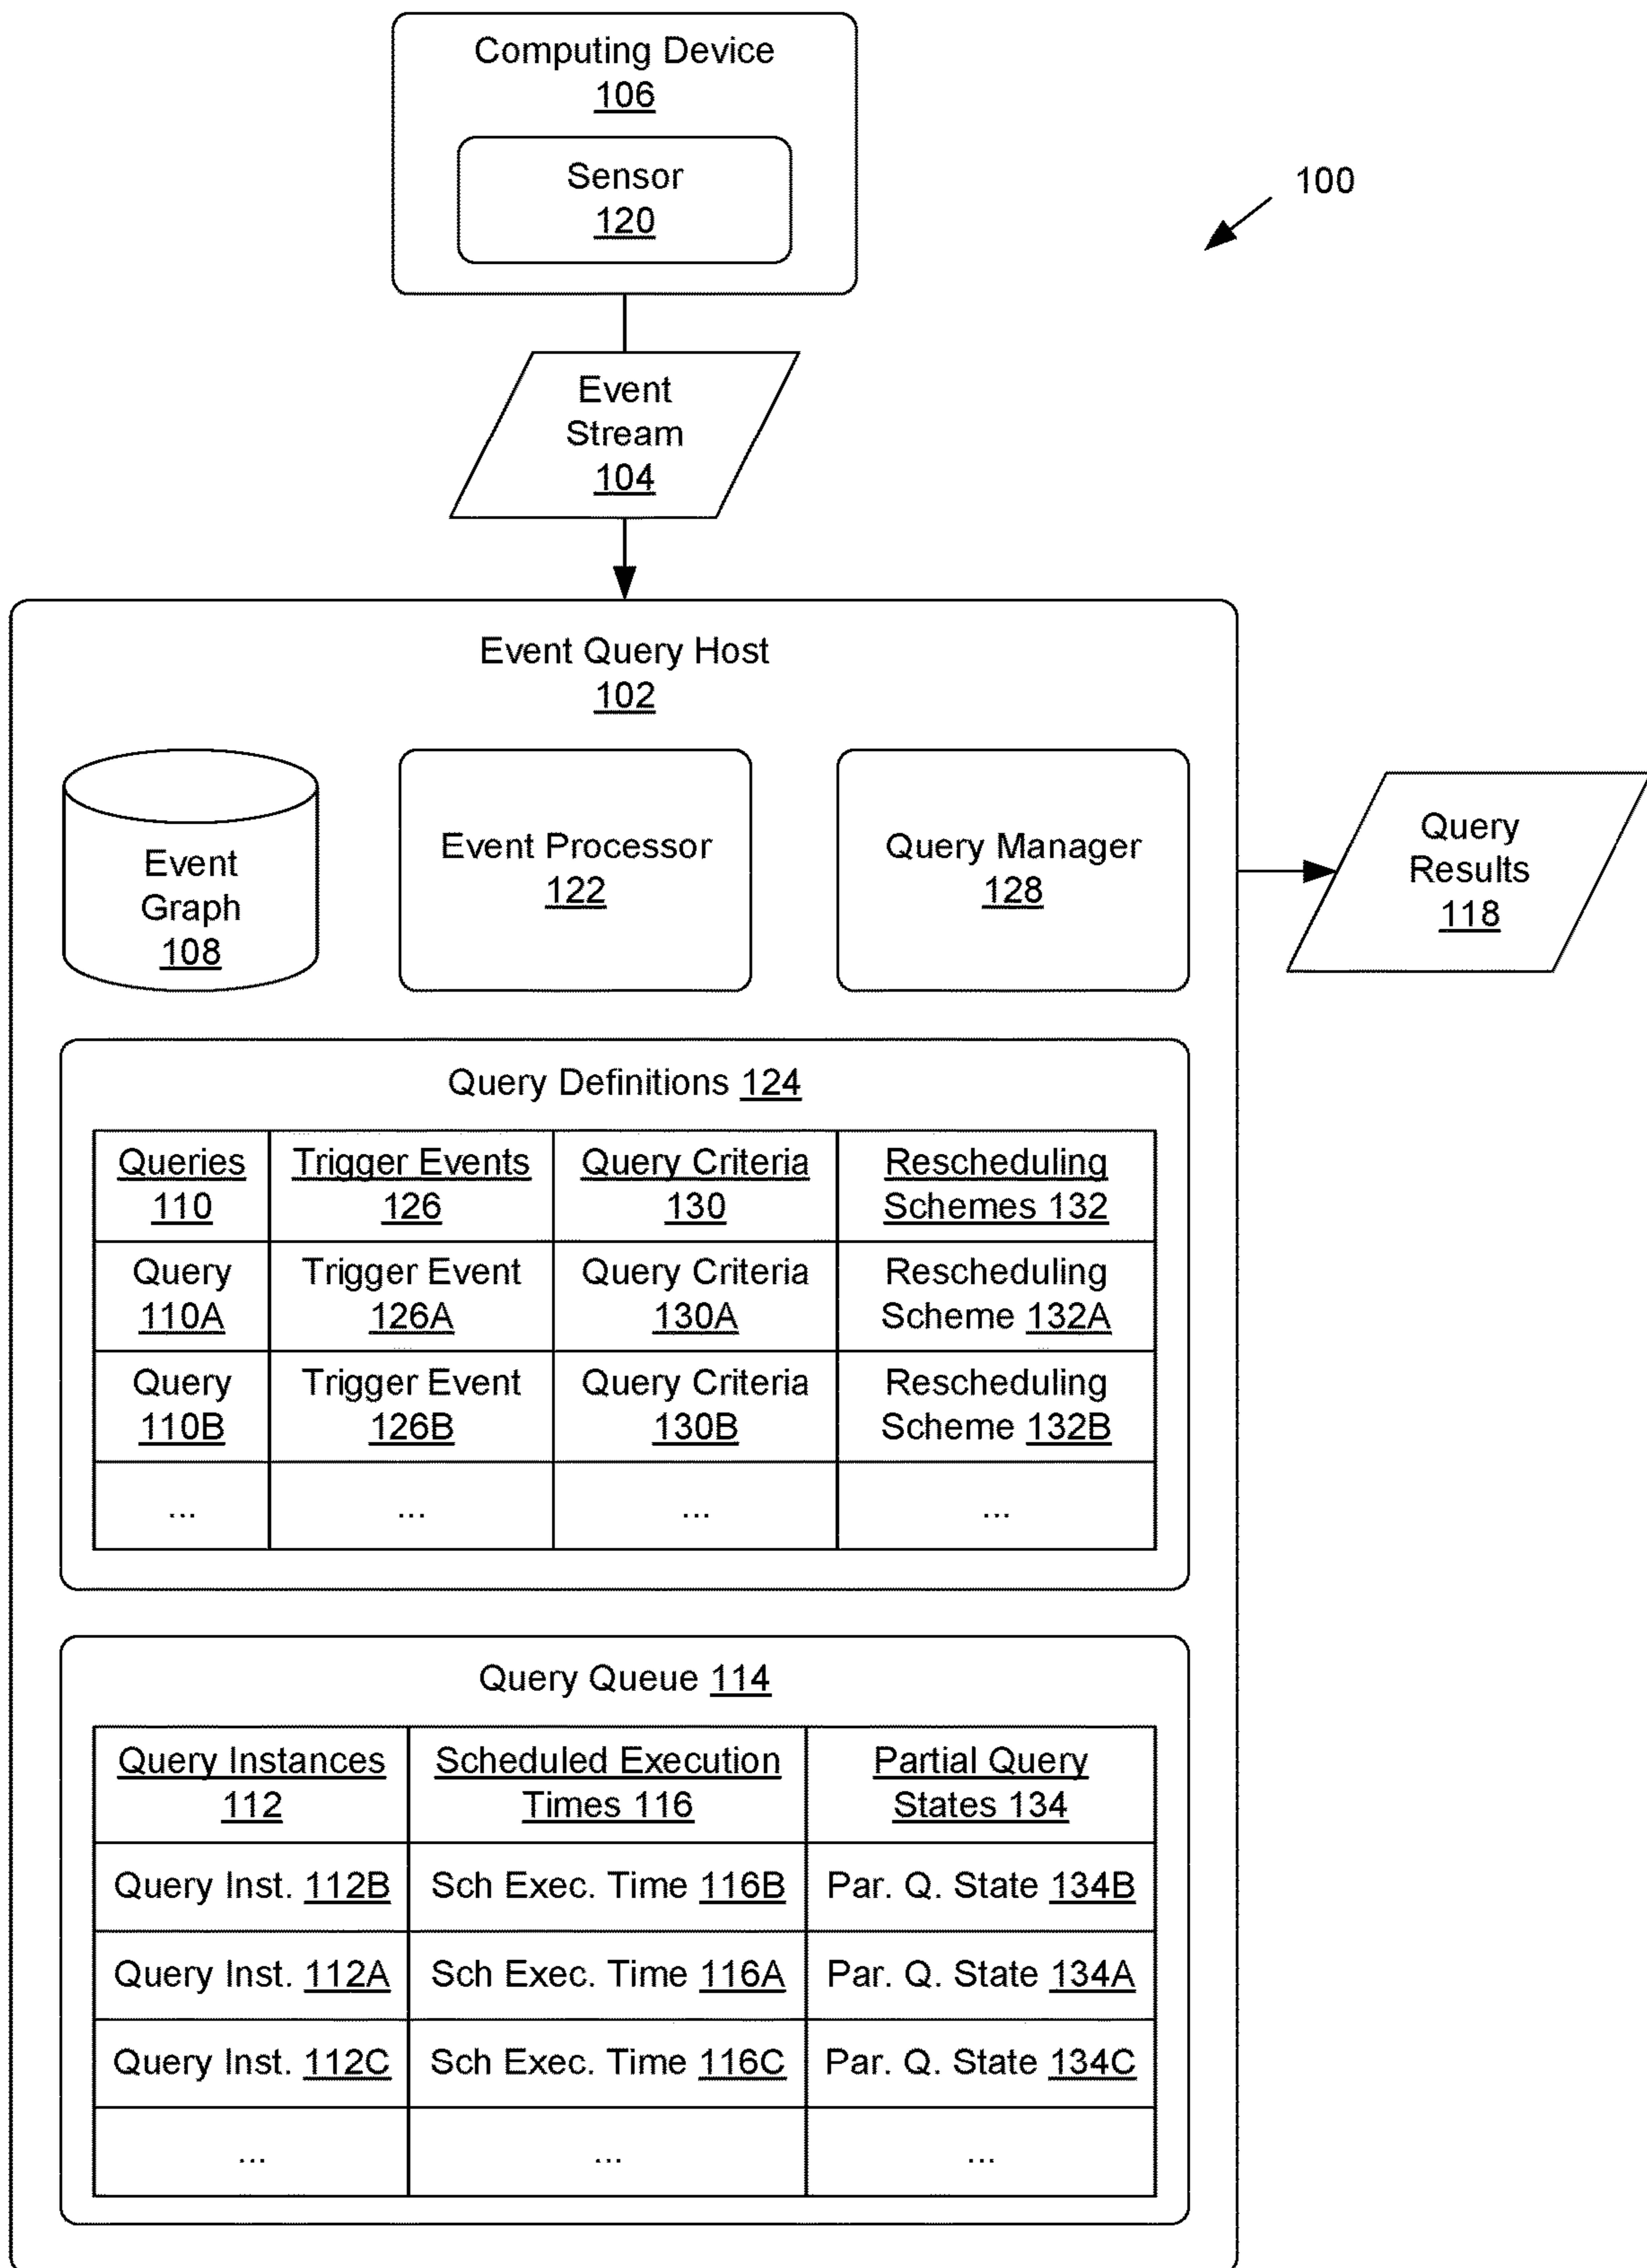 Computing Device
106
Sensor
120
100
Event
Stream
104
Event Query Host
102
Event
Graph
108
Event Processor
122
Query Manager
128
Query
Results
118
Query Definitions 124
Queries
110
Trigger Events
126
Query Criteria
130
Rescheduling
Schemes 132
Query
110A
Trigger Event
126A
Query Criteria
130A
Rescheduling
Scheme 132A
Query
110B
Trigger Event
126B
Query Criteria
130B
Rescheduling
Scheme 132B
... ... ... ...
Query Queue 114
Query Instances
112
Scheduled Execution
Times 116
Partial Query
States 134
Query Inst. 112B Sch Exec. Time 116B Par. Q. State 134B
Query Inst. 112A Sch Exec. Time 116A Par. Q. State 134A
Query Inst. 112C Sch Exec. Time 116C Par. Q. State 134C
... ... ...